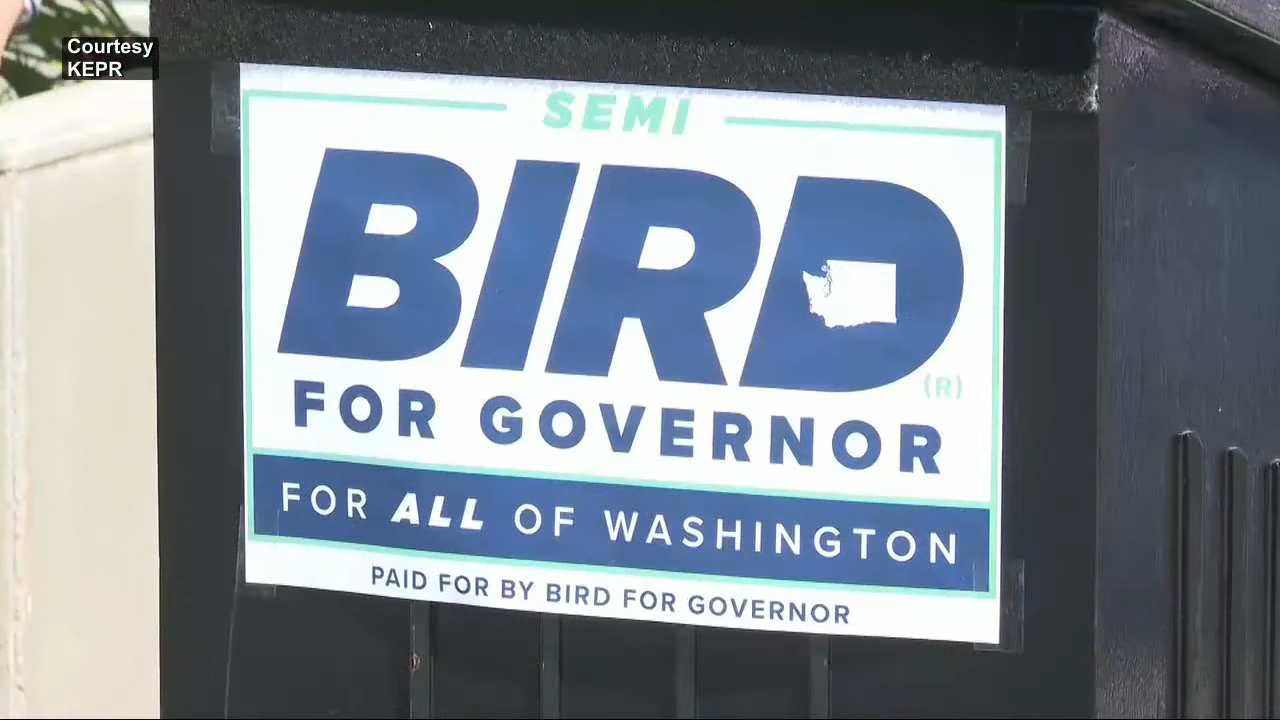 Courtesy
KEPR
SEMI
BIRD
(R)
FOR GOVERNOR
FOR ALL OF WASHINGTON
PAID FOR BY BIRD FOR GOVERNOR